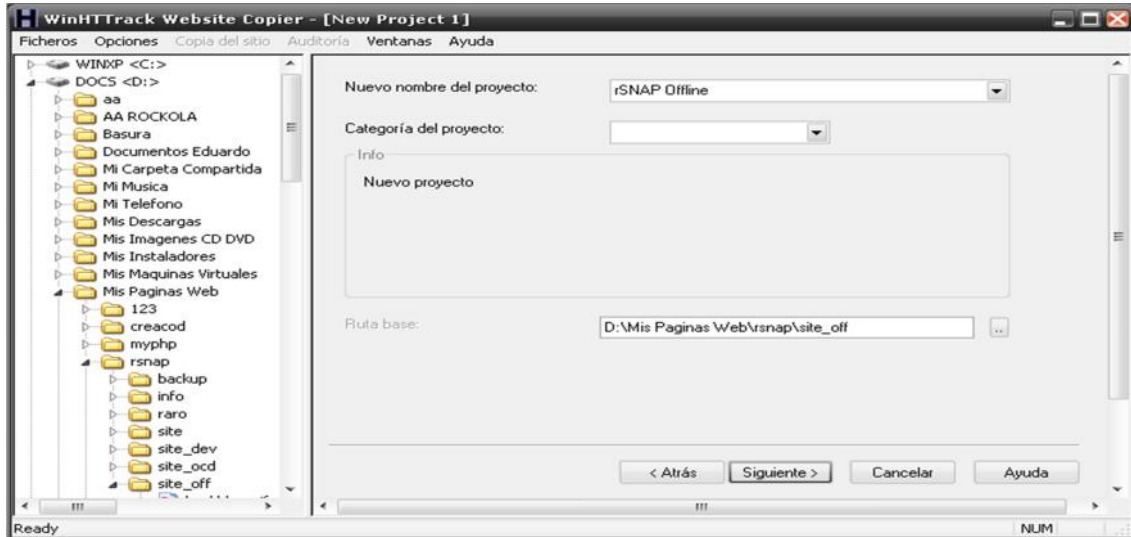 WinHTTrack Website Copier - [New Project 1]
Ficheros Opciones Copia del sitio Auditoría Ventanas Ayuda
WINXP <C:>
DOCS <D:>
aa
AA ROCKOLA
Basura
Documentos Eduardo
Mi Carpeta Compartida
Mi Musica
Mi Telefono
Mis Descargas
Mis Imagenes CD DVD
Mis Instaladores
Mis Maquinas Virtuales
Mis Paginas Web
123
creacod
myphp
rsnap
backup
info
raro
site
site_dev
site_ocd
site_off
Nuevo nombre del proyecto: rSNAP Offline
Categoría del proyecto:
Info
Nuevo proyecto
Ruta base: D:\Mis Paginas Web\rsnap\site_off ..
< Atrás Siguiente > Cancelar Ayuda
Ready NUM